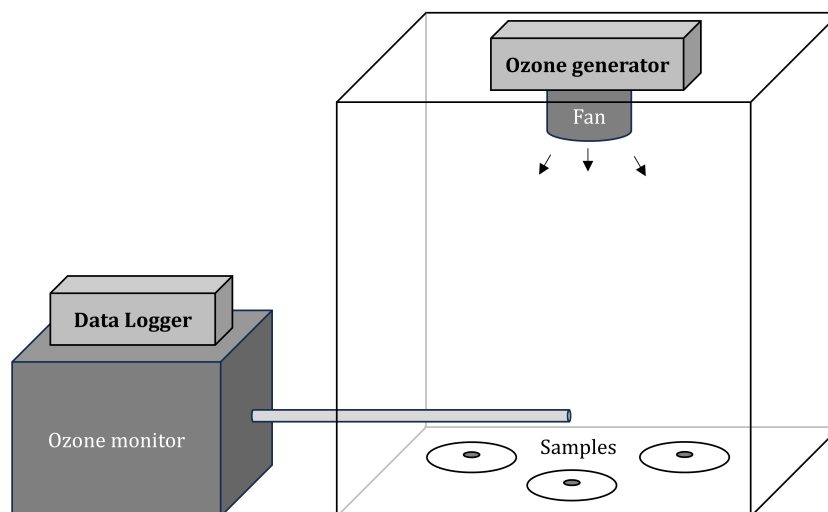 Ozone generator
Fan
Data Logger
Ozone monitor
Samples